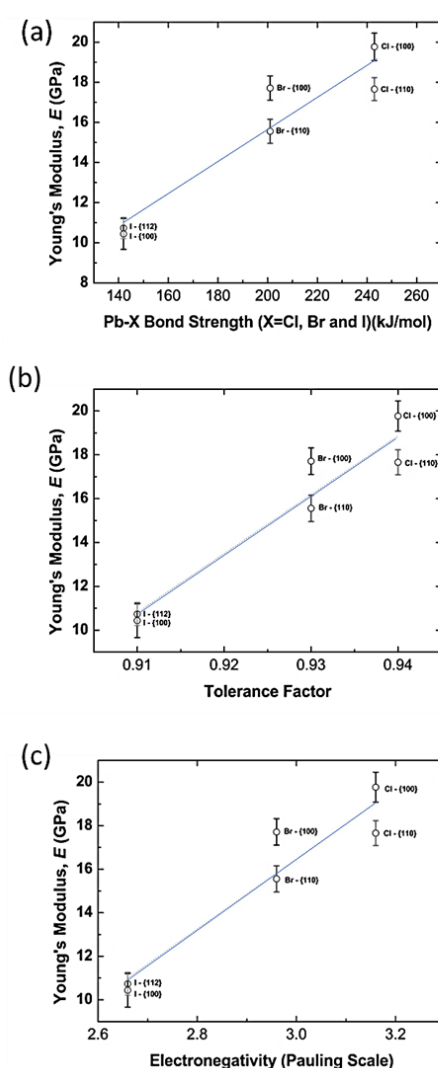 (a)
Young's Modulus, E (GPa)
20
18
16
14
12
10
8
Cl - {100}
Br - {100}
Cl - {110}
Br - {110}
I - {112}
I - {100}
140 160 180 200 220 240 260
Pb-X Bond Strength (X=Cl, Br and I)(kJ/mol)
(b)
Young's Modulus, E (GPa)
20
18
16
14
12
10
Cl - {100}
Br - {100}
Cl - {110}
Br - {110}
I - {112}
I - {100}
0.91 0.92 0.93 0.94
Tolerance Factor
(c)
Young's Modulus, E (GPa)
20
18
16
14
12
10
Cl - {100}
Br - {100}
Cl - {110}
Br - {110}
I - {112}
I - {100}
2.6 2.8 3.0 3.2
Electronegativity (Pauling Scale)